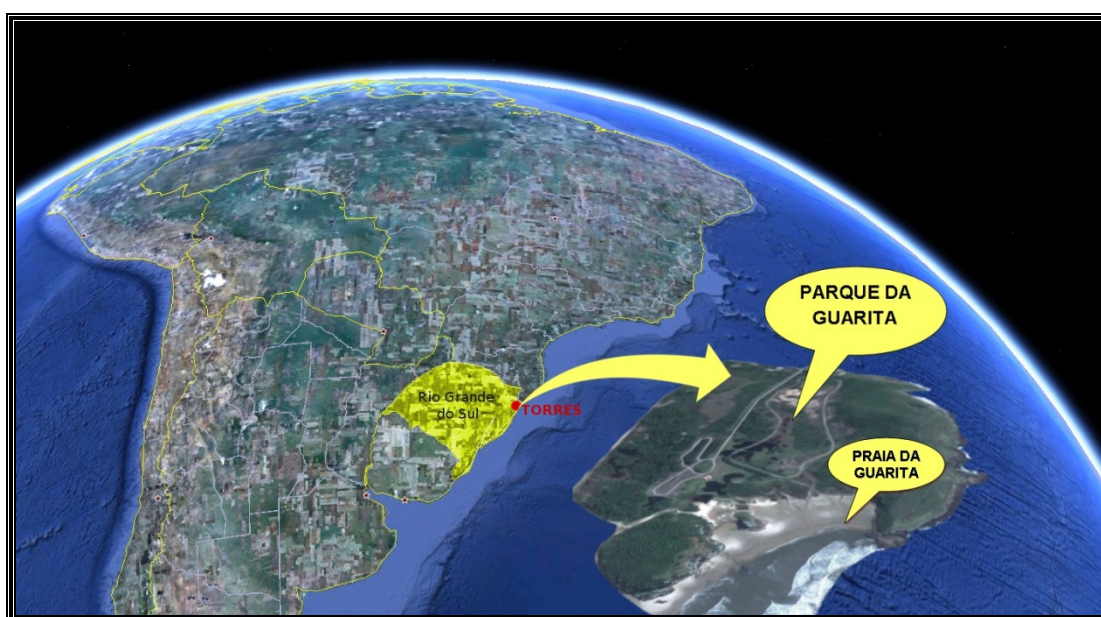 PARQUE DA
GUARITA
Rio Grande
do Sul
TORRES
PRAIA DA
GUARITA